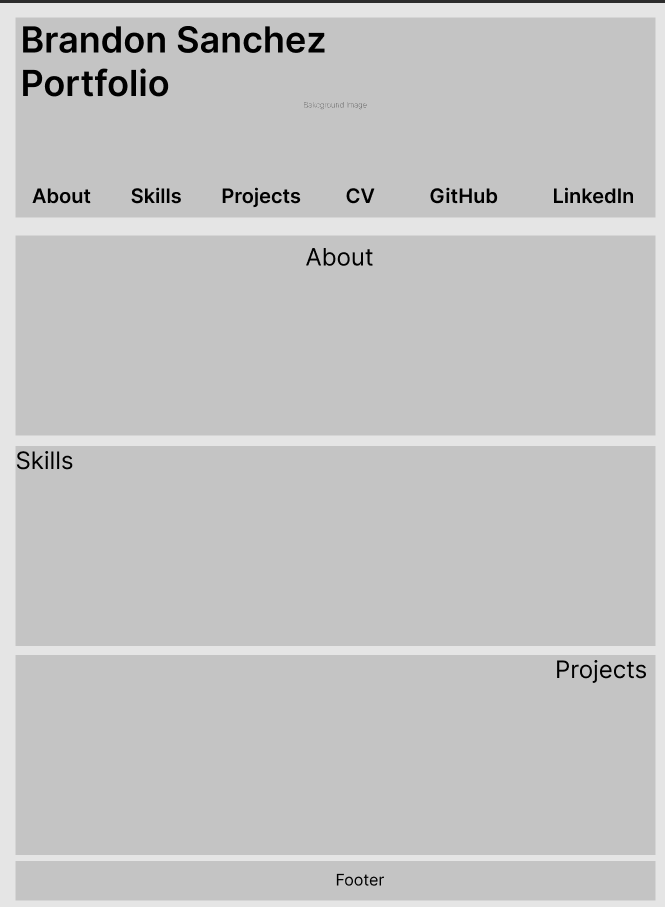 Brandon Sanchez
Portfolio
Bakcground Image
About Skills Projects CV GitHub LinkedIn
About
Skills
Projects
Footer